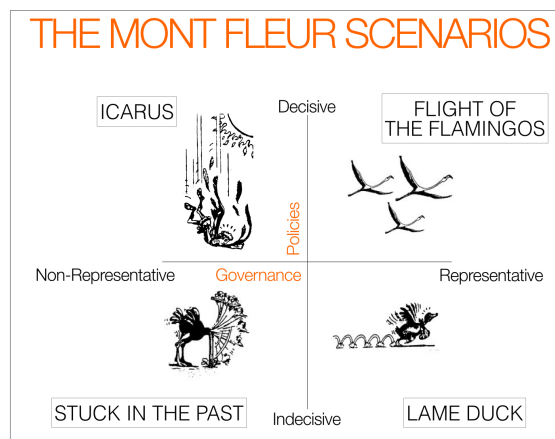 THE MONT FLEUR SCENARIOS
ICARUS
Decisive
FLIGHT OF
THE FLAMINGOS
Policies
Non-Representative
Governance
Representative
STUCK IN THE PAST
Indecisive
LAME DUCK